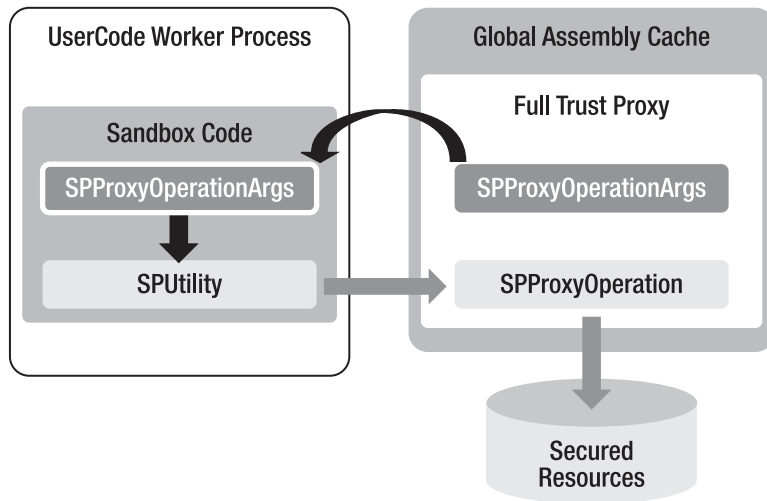 UserCode Worker Process
Sandbox Code
SPProxyOperationArgs
SPUtility
Global Assembly Cache
Full Trust Proxy
SPProxyOperationArgs
SPProxyOperation
Secured
Resources